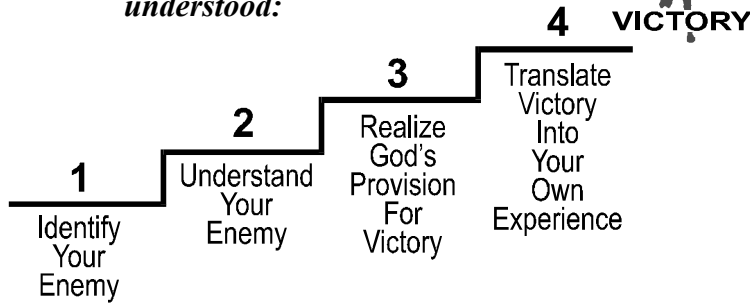 understood:
4
VICTORY
3
Translate
Victory
Into
Your
Own
Experience
2
Realize
God's
Provision
For
Victory
1
Understand
Your
Enemy
Identify
Your
Enemy